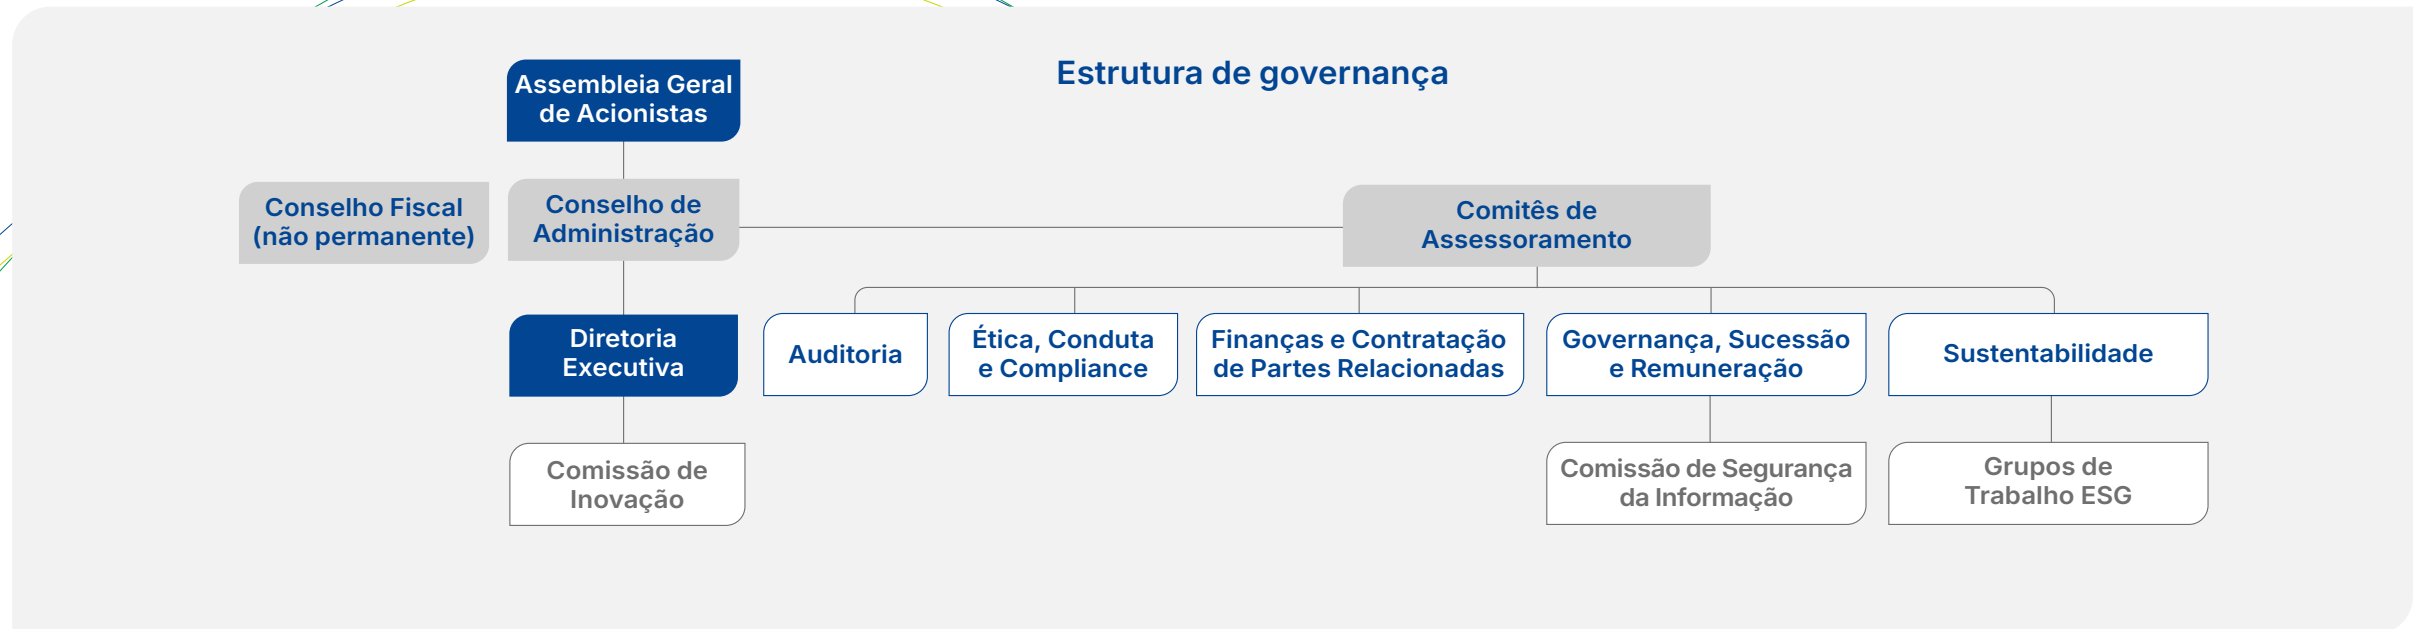 Estrutura de governança
Assembleia Geral
de Acionistas
Conselho Fiscal
(não permanente)
Conselho de
Administração
Comitês de
Assessoramento
Diretoria
Executiva
Auditoria
Ética, Conduta
e Compliance
Finanças e Contratação
de Partes Relacionadas
Governança, Sucessão
e Remuneração
Sustentabilidade
Comissão de
Inovação
Comissão de Segurança
da Informação
Grupos de
Trabalho ESG